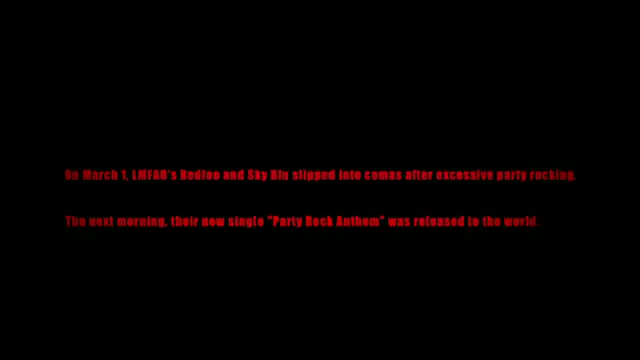 On March 1, LMFAO's Redfoo and Sky Blu slipped into comas after excessive party rocking.
The next morning, their new single "Party Rock Anthem" was released to the world.